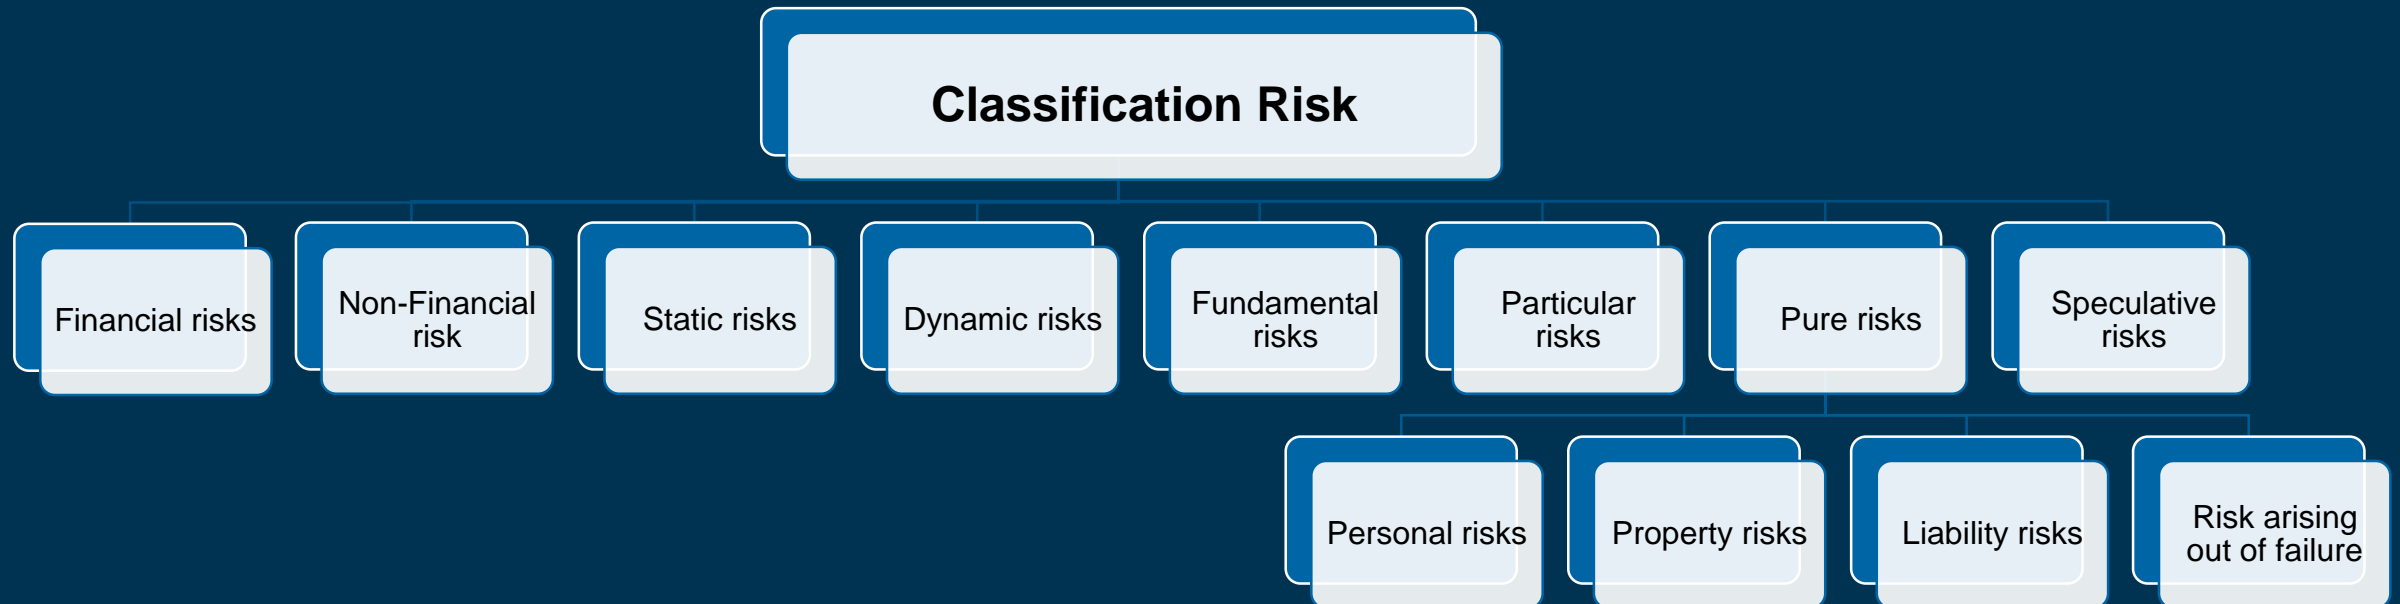 Classification Risk
Financial risks
Non-Financial
risk
Static risks
Dynamic risks
Fundamental
risks
Particular
risks
Pure risks
Speculative
risks
Personal risks
Property risks
Liability risks
Risk arising
out of failure